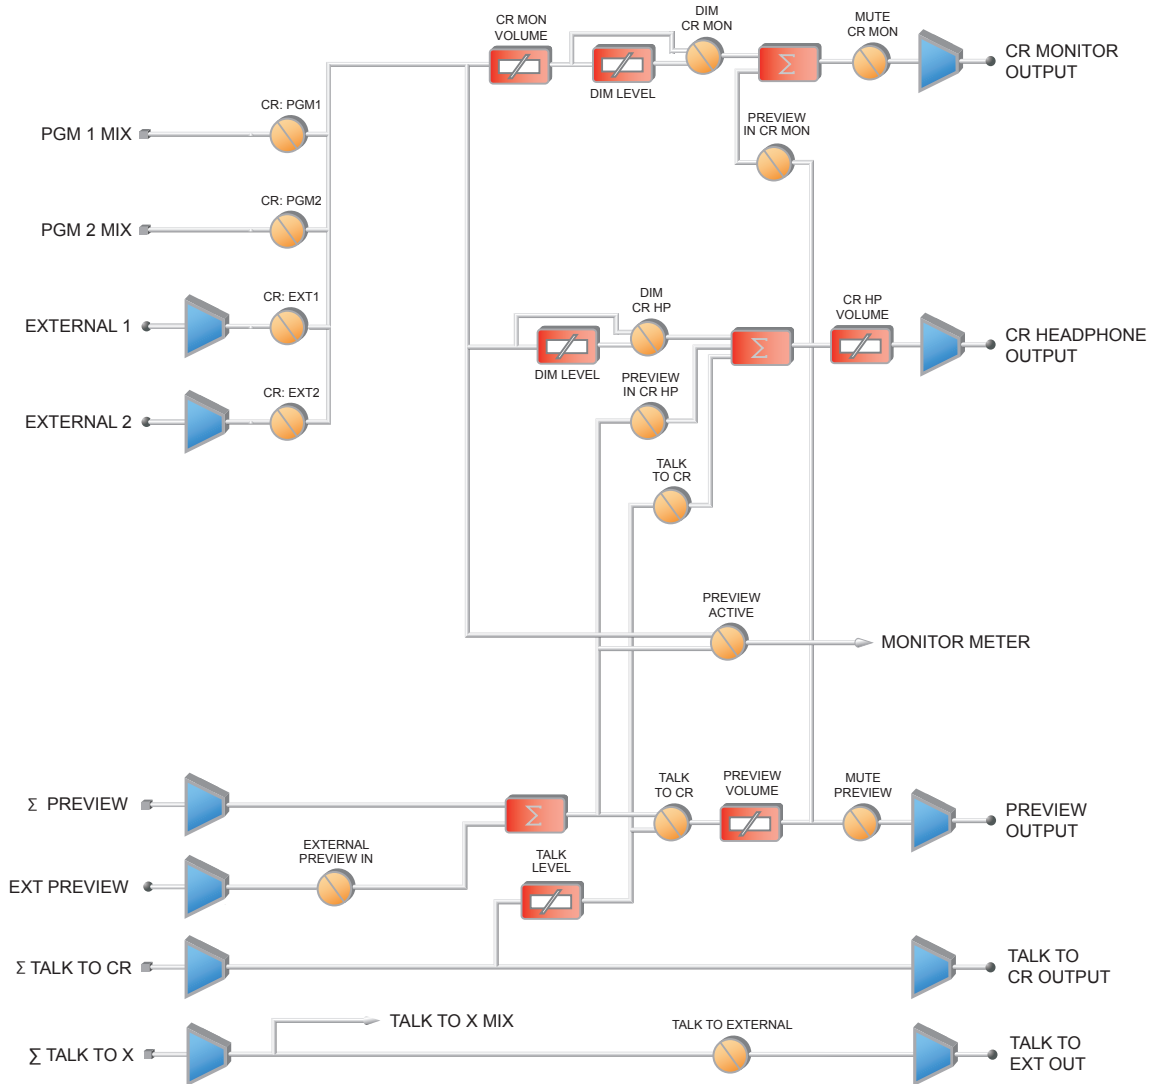 CR MON
VOLUME
DIM
CR MON
MUTE
CR MON
CR MONITOR
OUTPUT
Σ
DIM LEVEL
CR: PGM1
PGM 1 MIX
PREVIEW
IN CR MON
CR: PGM2
PGM 2 MIX
CR: EXT1
EXTERNAL 1
DIM
CR HP
CR HP
VOLUME
CR HEADPHONE
OUTPUT
Σ
DIM LEVEL
PREVIEW
IN CR HP
CR: EXT2
EXTERNAL 2
TALK
TO CR
PREVIEW
ACTIVE
MONITOR METER
Σ PREVIEW
TALK
TO CR
PREVIEW
VOLUME
MUTE
PREVIEW
PREVIEW
OUTPUT
Σ
EXTERNAL
PREVIEW IN
EXT PREVIEW
TALK
LEVEL
Σ TALK TO CR
TALK TO
CR OUTPUT
TALK TO X MIX
TALK TO EXTERNAL
Σ TALK TO X
TALK TO
EXT OUT